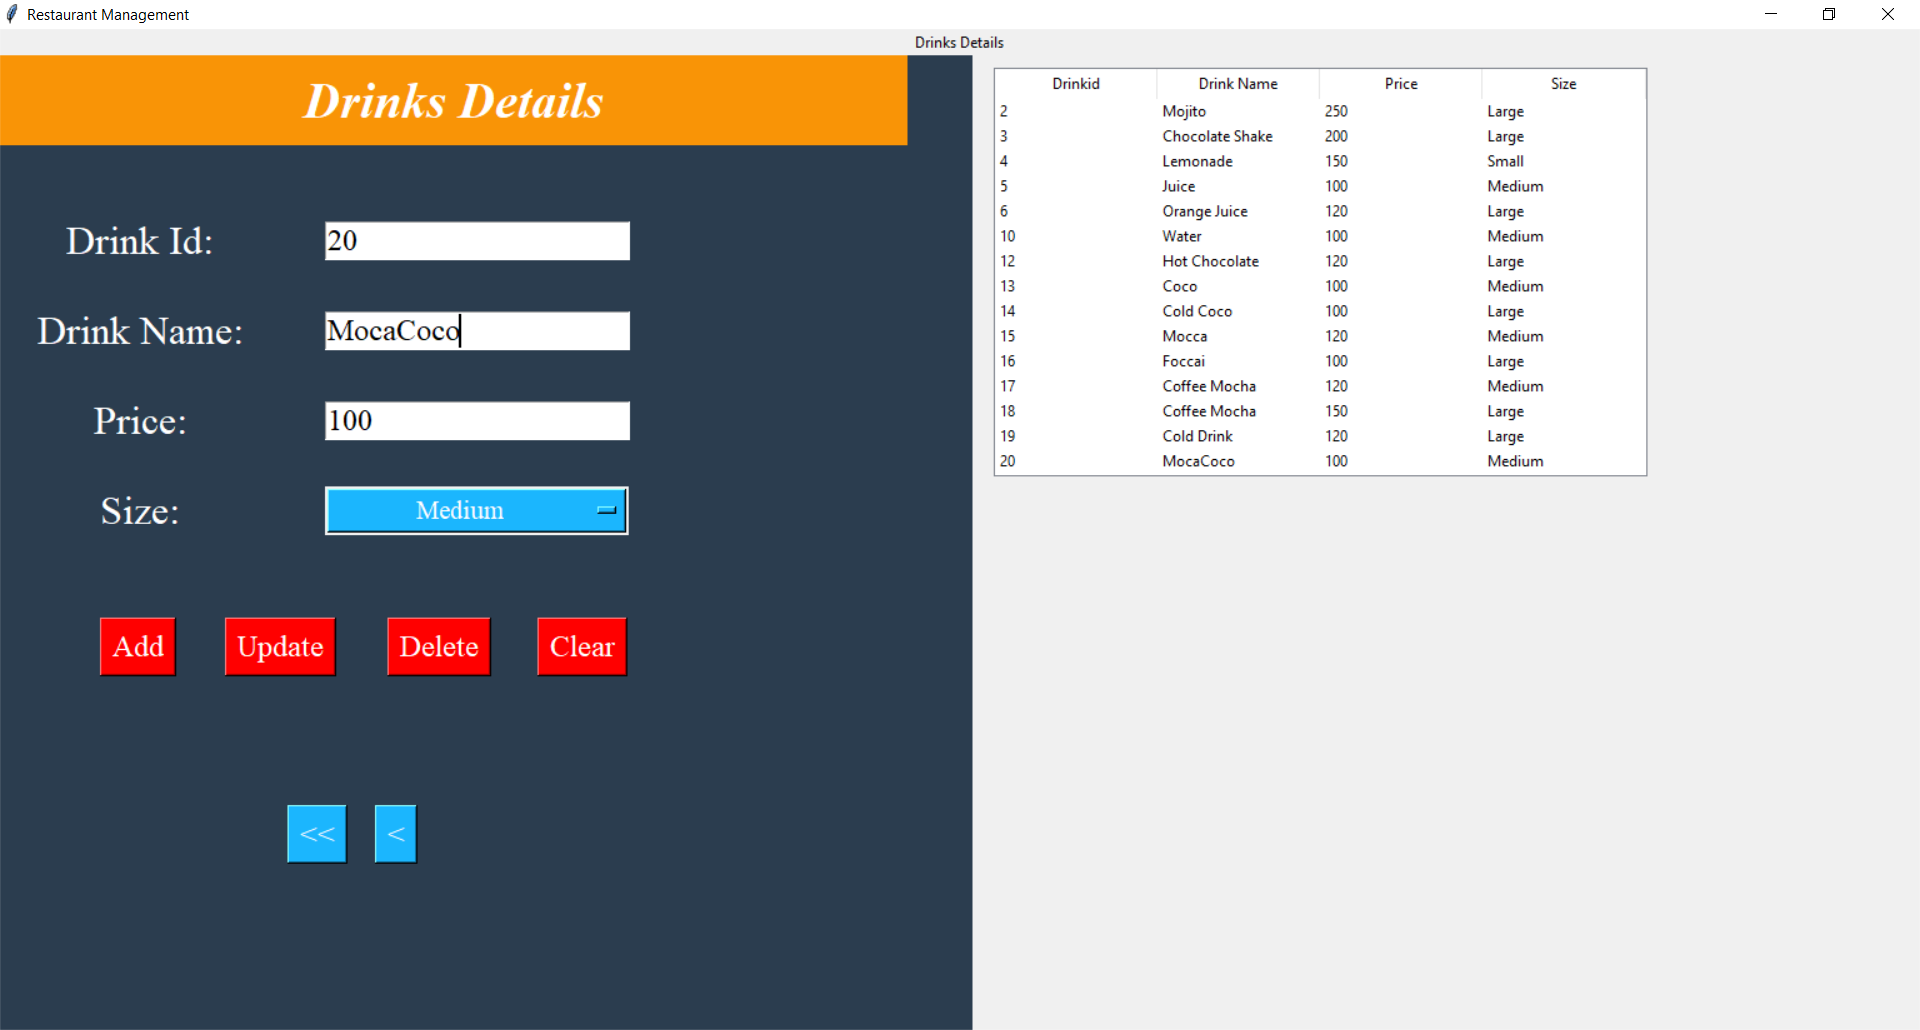 Restaurant Management
Drinks Details
Drinks Details
Drink Id: 20
Drink Name: MocaCoco
Price: 100
Size: Medium
Add Update Delete Clear
<< <
Drinkid Drink Name Price Size
2 Mojito 250 Large
3 Chocolate Shake 200 Large
4 Lemonade 150 Small
5 Juice 100 Medium
6 Orange Juice 120 Large
10 Water 100 Medium
12 Hot Chocolate 120 Large
13 Coco 100 Medium
14 Cold Coco 100 Large
15 Mocca 120 Medium
16 Foccai 100 Large
17 Coffee Mocha 120 Medium
18 Coffee Mocha 150 Large
19 Cold Drink 120 Large
20 MocaCoco 100 Medium